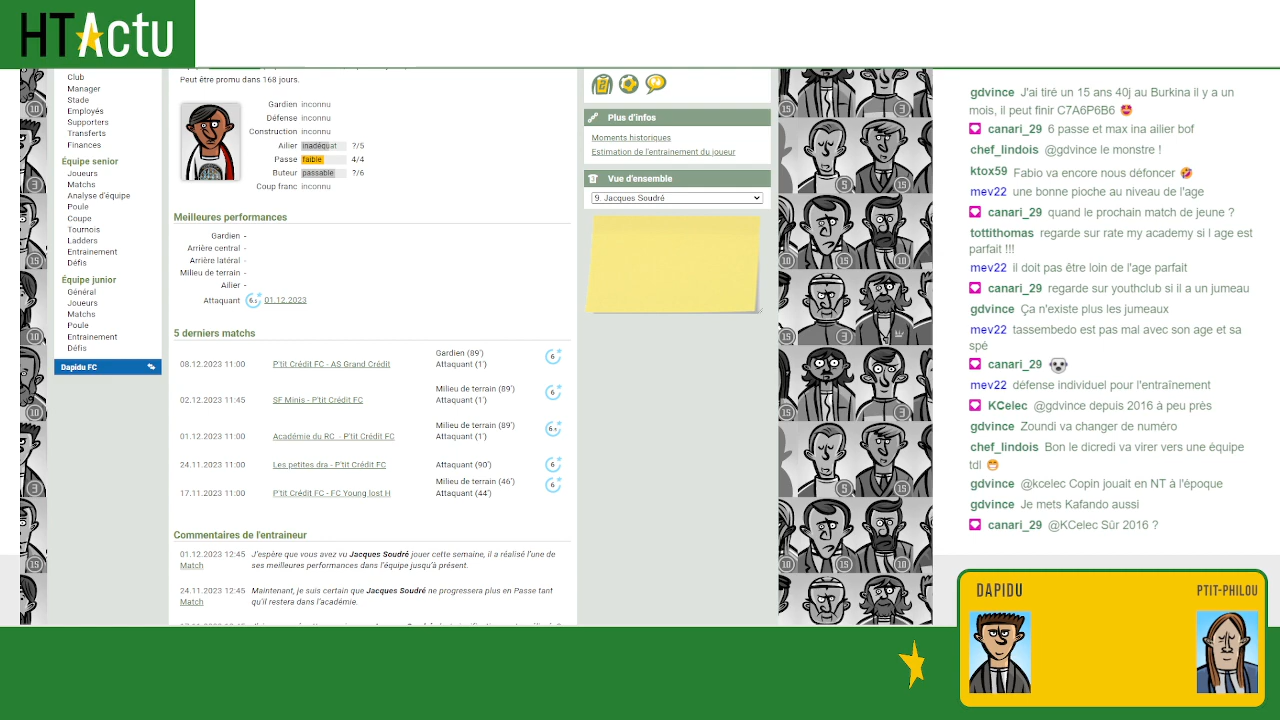 HTActu
Club
Manager
Stade
Employés
Supporters
Transferts
Finances
Équipe senior
Joueurs
Matchs
Analyse d'équipe
Poule
Coupe
Tournois
Ladders
Entrainement
Défis
Équipe junior
Général
Joueurs
Matchs
Poule
Entrainement
Défis
Dapidu FC
Peut être promu dans 168 jours.
Gardien inconnu
Défense inconnu
Construction inconnu
Ailier inadéquat ?/5
Passe faible 4/4
Buteur passable ?/6
Coup franc inconnu
Meilleures performances
Gardien -
Arrière central -
Arrière latéral -
Milieu de terrain -
Ailier -
Attaquant 6.5 01.12.2023
5 derniers matchs
08.12.2023 11:00 P'tit Crédit FC - AS Grand Crédit Gardien (89') Attaquant (1') 6
02.12.2023 11:45 SF Minis - P'tit Crédit FC Milieu de terrain (89') Attaquant (1') 6
01.12.2023 11:00 Académie du RC - P'tit Crédit FC Milieu de terrain (89') Attaquant (1') 6.5
24.11.2023 11:00 Les petites dra - P'tit Crédit FC Attaquant (90') 6
17.11.2023 11:00 P'tit Crédit FC - FC Young lost H Milieu de terrain (46') Attaquant (44') 6
Commentaires de l'entraineur
01.12.2023 12:45 J'espère que vous avez vu Jacques Soudré jouer cette semaine, il a réalisé l'une de
Match ses meilleures performances dans l'équipe jusqu'à présent.
24.11.2023 12:45 Maintenant, je suis certain que Jacques Soudré ne progressera plus en Passe tant
Match qu'il restera dans l'académie.
Plus d'infos
Moments historiques
Estimation de l'entrainement du joueur
Vue d'ensemble
9. Jacques Soudré
gdvince J'ai tiré un 15 ans 40j au Burkina il y a un
mois, il peut finir C7A6P6B6
canari_29 6 passe et max ina ailier bof
chef_lindois @gdvince le monstre !
ktox59 Fabio va encore nous défoncer
mev22 une bonne pioche au niveau de l'age
canari_29 quand le prochain match de jeune ?
tottithomas regarde sur rate my academy si l age est
parfait !!!
mev22 il doit pas être loin de l'age parfait
canari_29 regarde sur youthclub si il a un jumeau
gdvince Ça n'existe plus les jumeaux
mev22 tassembedo est pas mal avec son age et sa
spé
canari_29
mev22 défense individuel pour l'entraînement
KCelec @gdvince depuis 2016 à peu près
gdvince Zoundi va changer de numéro
chef_lindois Bon le dicredi va virer vers une équipe
tdl
gdvince @kcelec Copin jouait en NT à l'époque
gdvince Je mets Kafando aussi
canari_29 @KCelec Sûr 2016 ?
DAPIDU
PTIT-PHILOU